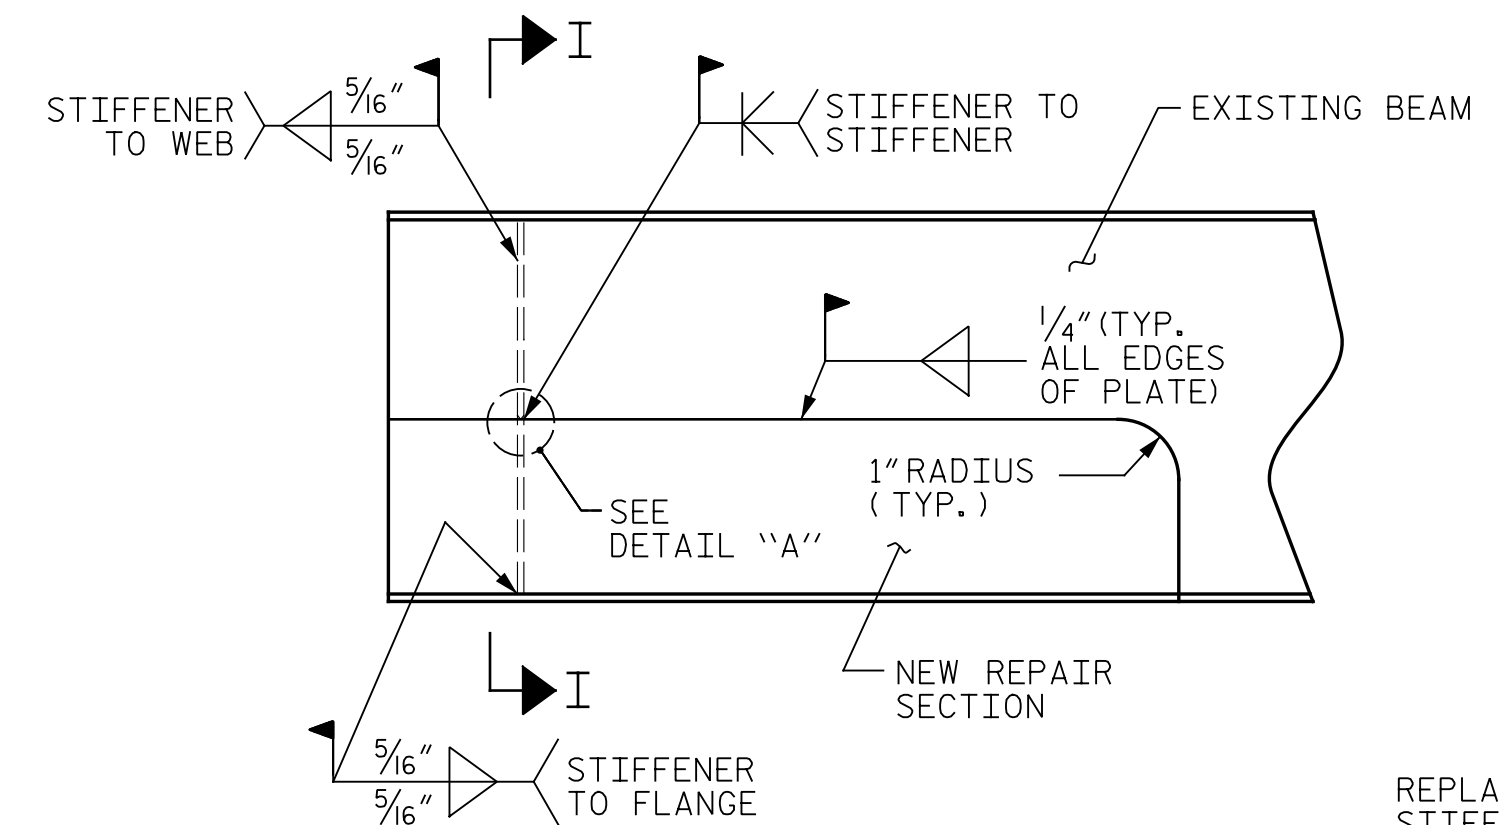 I
STIFFENER
TO WEB
5/16"
5/16"
STIFFENER TO
STIFFENER
EXISTING BEAM
1/4" (TYP.
ALL EDGES
OF PLATE)
1" RADIUS
(TYP.)
SEE
DETAIL "A"
NEW REPAIR
SECTION
I
5/16"
5/16"
STIFFENER
TO FLANGE